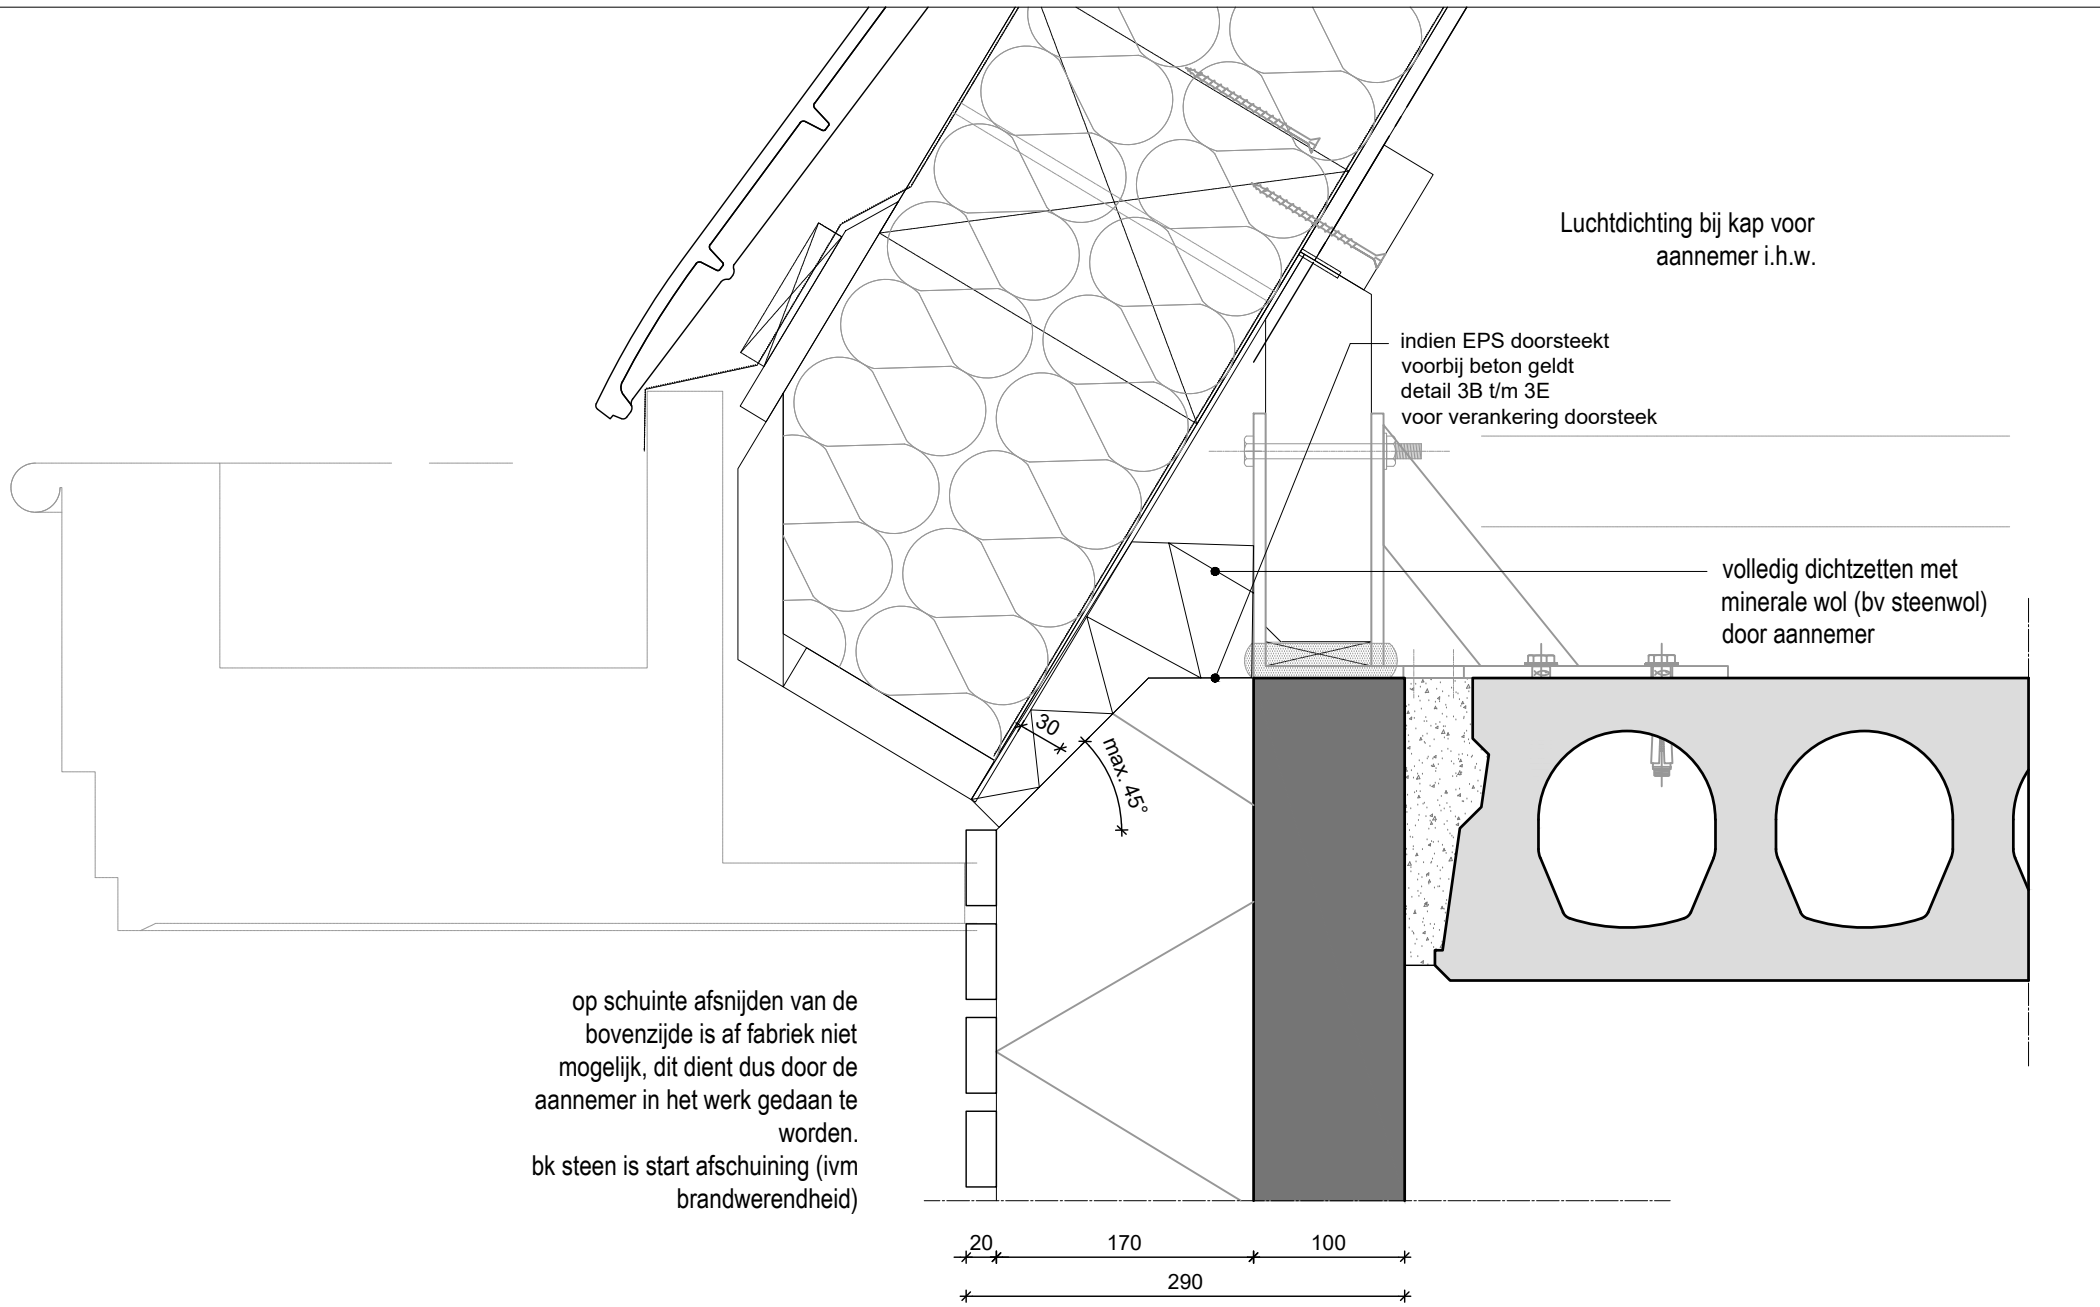 Luchtdichting bij kap voor
aannemer i.h.w.
indien EPS doorsteekt
voorbij beton geldt
detail 3B t/m 3E
voor verankering doorsteek
volledig dichtzetten met
minerale wol (bv steenwol)
door aannemer
30
max. 45°
op schuinte afsnijden van de
bovenzijde is af fabriek niet
mogelijk, dit dient dus door de
aannemer in het werk gedaan te
worden.
bk steen is start afschuining (ivm
brandwerendheid)
20 170 100
290